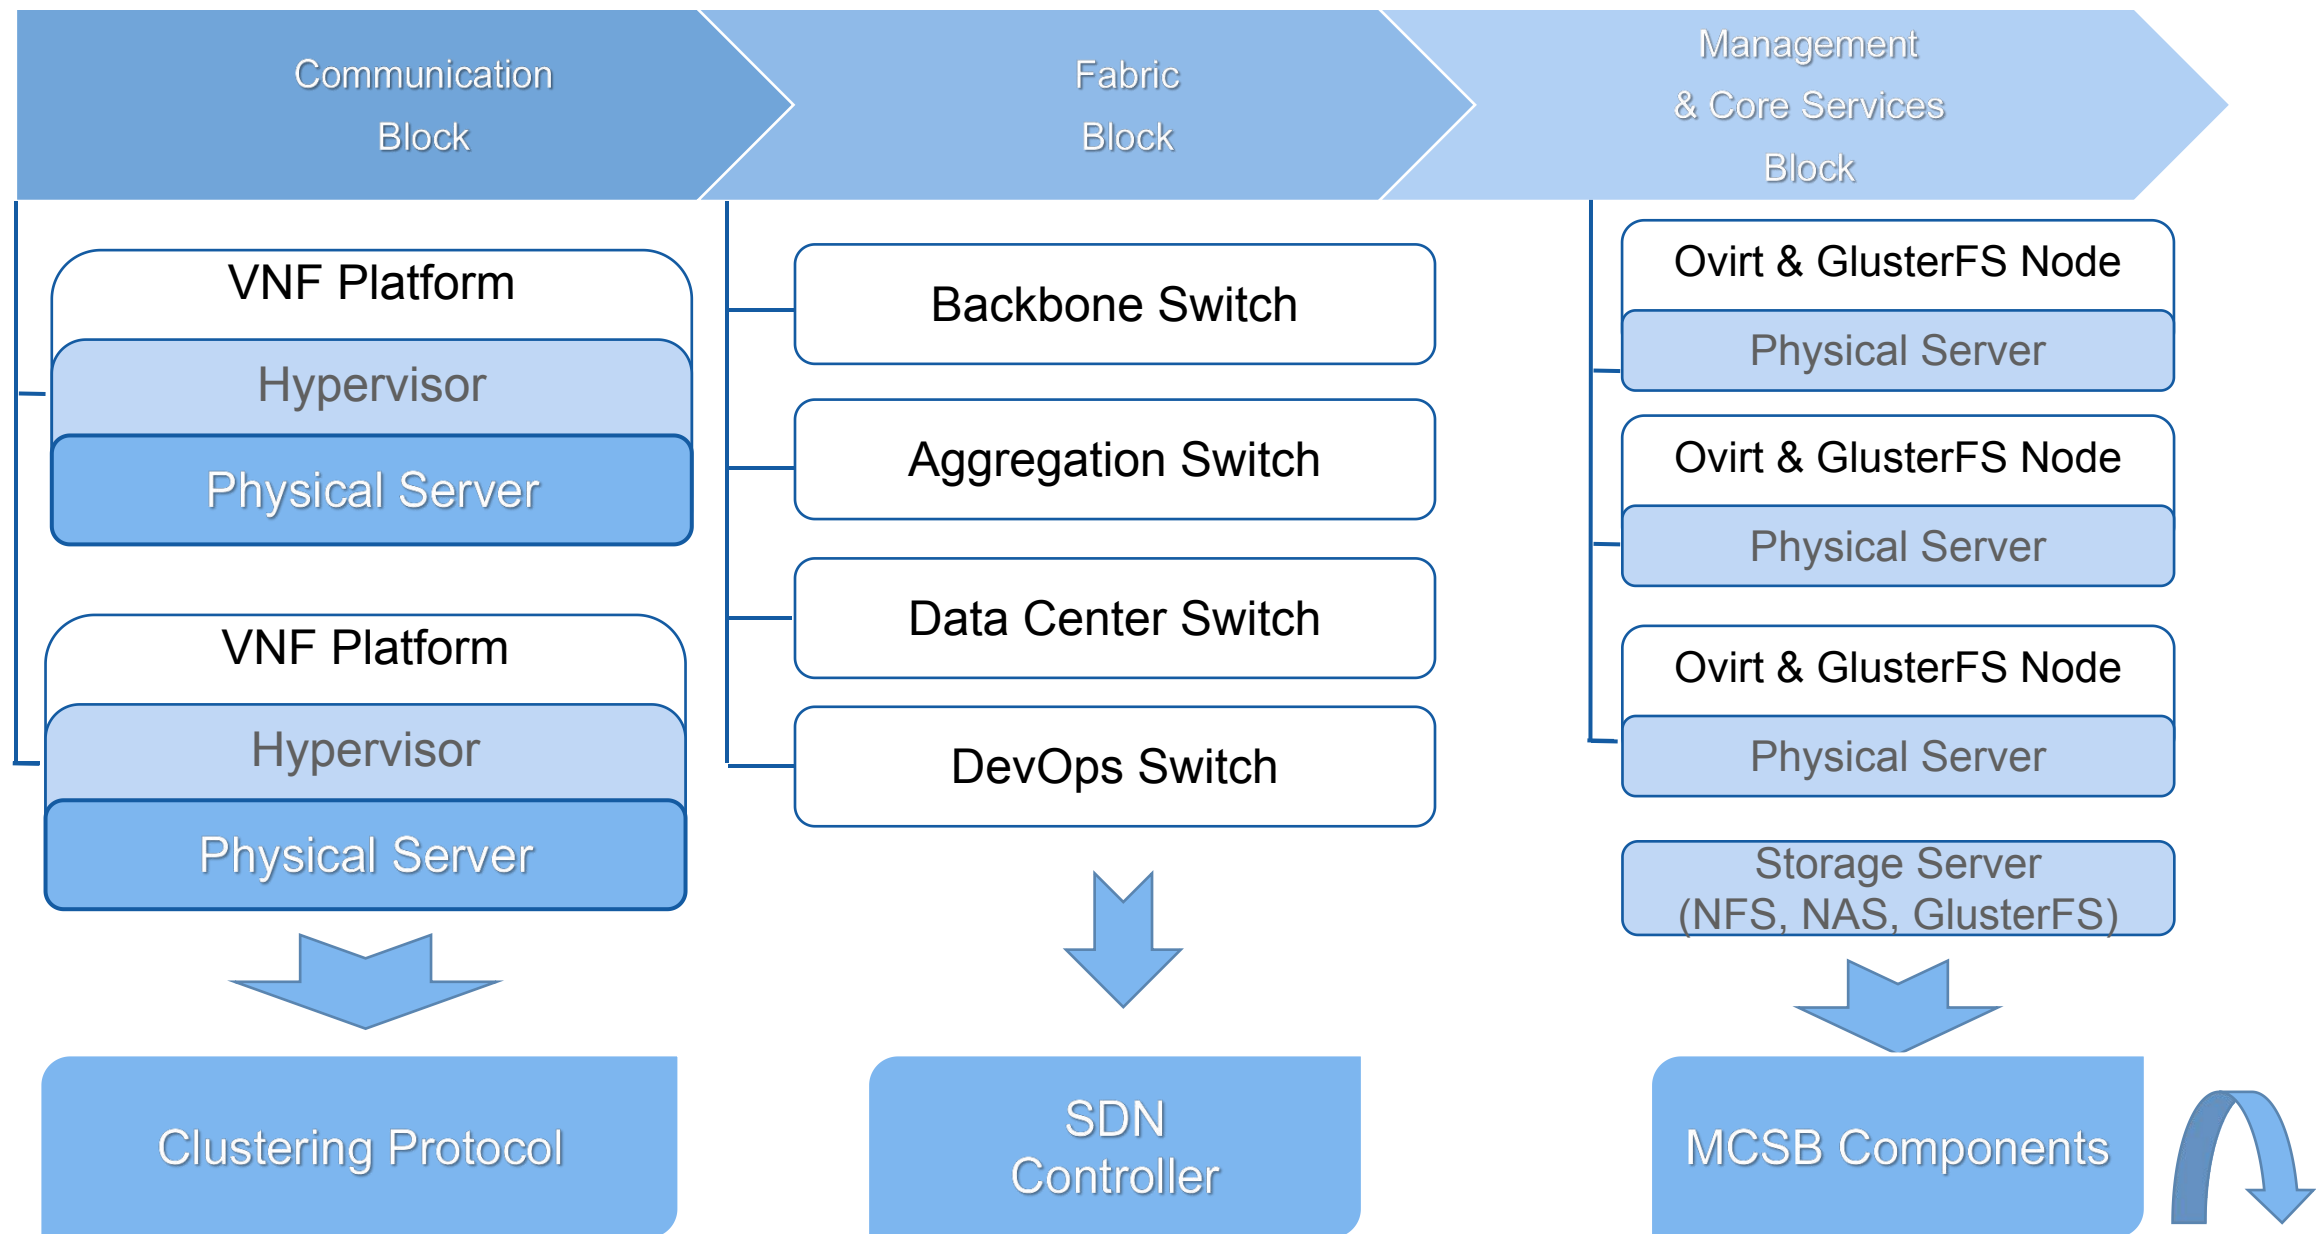 Communication
Block
Fabric
Block
Management
& Core Services
Block
VNF Platform
Hypervisor
Physical Server
VNF Platform
Hypervisor
Physical Server
Backbone Switch
Aggregation Switch
Data Center Switch
DevOps Switch
Ovirt & GlusterFS Node
Physical Server
Ovirt & GlusterFS Node
Physical Server
Ovirt & GlusterFS Node
Physical Server
Storage Server
(NFS, NAS, GlusterFS)
Clustering Protocol
SDN
Controller
MCSB Components